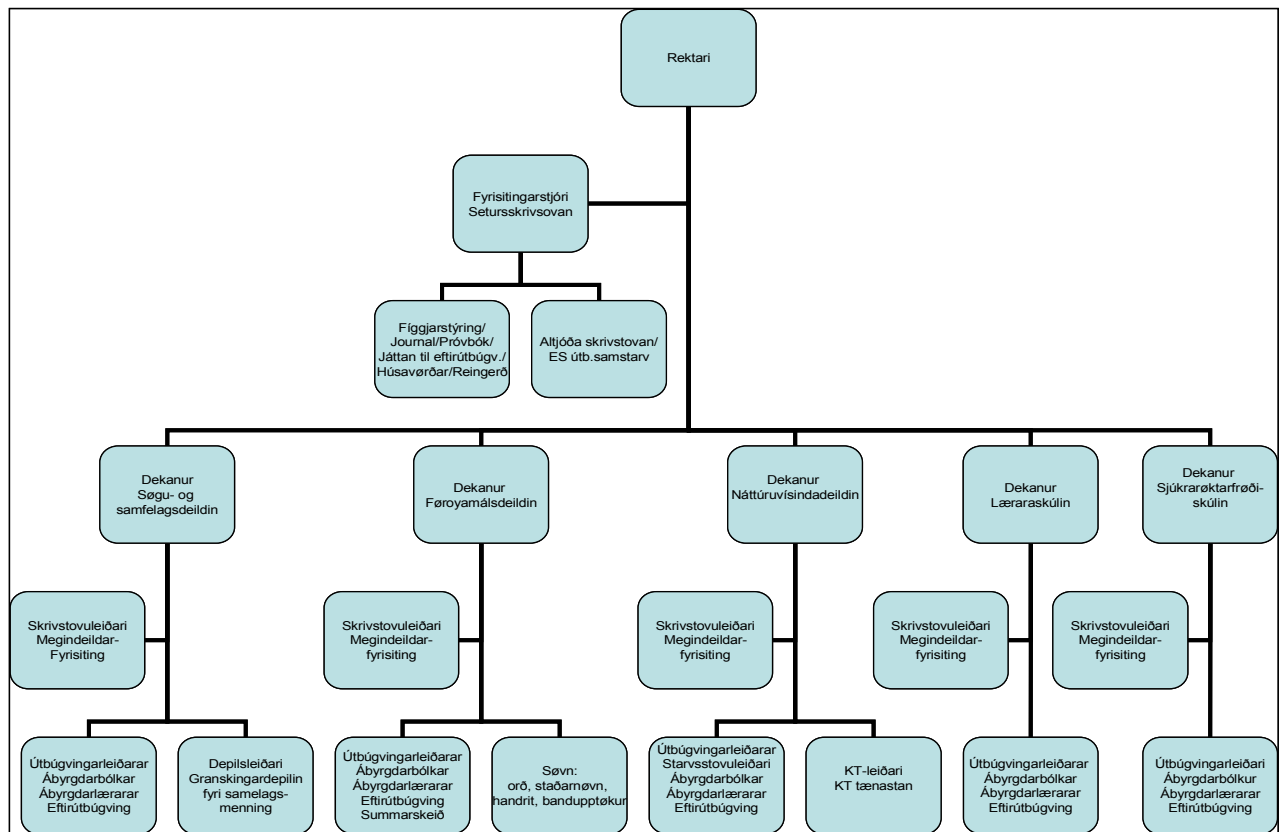 Rektari
Fyrisitingarstjóri
Setursskrivsovan
Fíggjarstýring/
Journal/Próvbók/
Játtan til eftirútbúgv./
Húsavørðar/Reingerð
Altjóða skrivstovan/
ES útb.samstarv
Dekanur
Søgu- og
samfelagsdeildin
Dekanur
Føroyamálsdeildin
Dekanur
Náttúruvísindadeildin
Dekanur
Læraraskúlin
Dekanur
Sjúkrarøktarfrøði-
skúlin
Skrivstovuleiðari
Megindeildar-
Fyrisiting
Skrivstovuleiðari
Megindeildar-
fyrisiting
Skrivstovuleiðari
Megindeildar-
fyrisiting
Skrivstovuleiðari
Megindeildar-
fyrisiting
Skrivstovuleiðari
Megindeildar-
fyrisiting
Útbúgvingarleiðarar
Ábyrgdarbólkar
Ábyrgdarlærarar
Eftirútbúgving
Depilsleiðari
Granskingardepilin
fyri samelags-
menning
Útbúgvingarleiðarar
Ábyrgdarbólkar
Ábyrgdarlærarar
Eftirútbúgving
Summarskeið
Søvn:
orð, staðarnøvn,
handrit, bandupptøkur
Útbúgvingarleiðarar
Starvsstovuleiðari
Ábyrgdarbólkar
Ábyrgdarlærarar
Eftirútbúgving
KT-leiðari
KT tænastan
Útbúgvingarleiðarar
Ábyrgdarbólkar
Ábyrgdarlærarar
Eftirútbúgving
Útbúgvingarleiðari
Ábyrgdarbólkur
Ábyrgdarlærarar
Eftirútbúgving